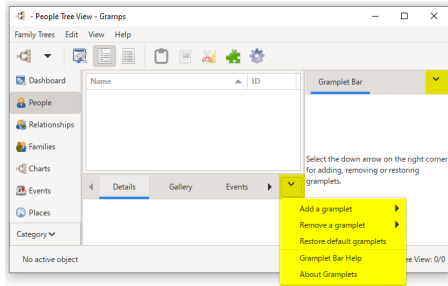 - People Tree View - Gramps
Family Trees Edit View Help
Dashboard
People
Relationships
Families
Charts
Events
Places
Category
Name ID
Gramplet Bar
Select the down arrow on the right corner
for adding, removing or restoring
gramplets.
Details Gallery Events
Add a gramplet
Remove a gramplet
Restore default gramplets
Gramplet Bar Help
About Gramplets
No active object
ee View: 0/0